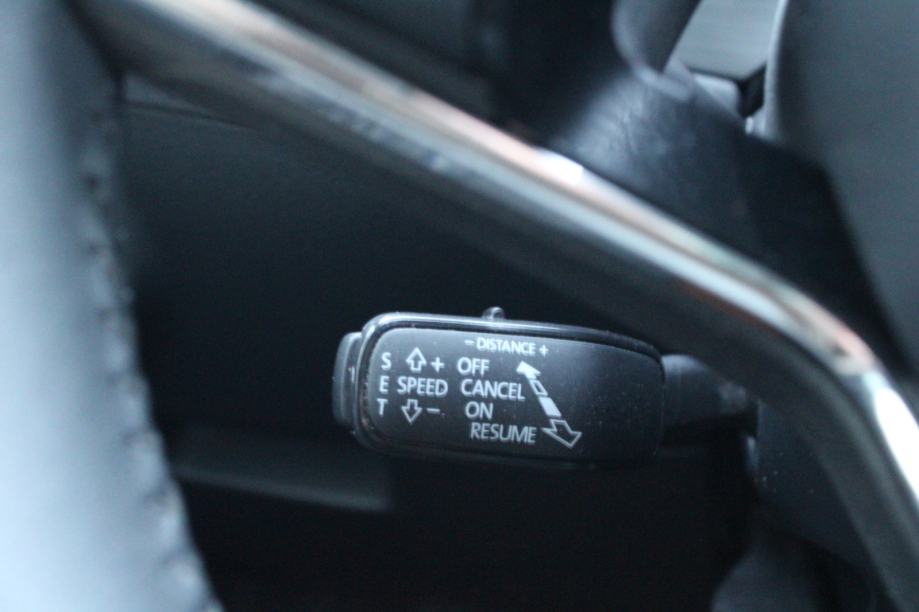 - DISTANCE +
S + OFF
E SPEED CANCEL
T - ON
RESUME